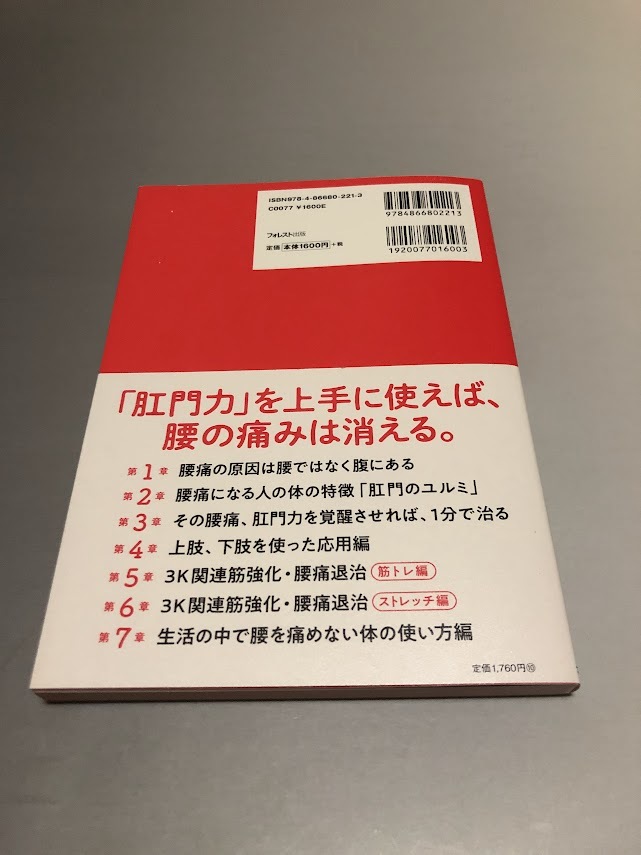 ISBN978-4-86680-221-3
C0077 ¥1600E
9784866802213
フォレスト出版
定価 本体1600円 +税
1920077016003
「肛門力」を上手に使えば、
腰の痛みは消える。
第1章 腰痛の原因は腰ではなく腹にある
第2章 腰痛になる人の体の特徴「肛門のユルミ」
第3章 その腰痛、肛門力を覚醒させれば、1分で治る
第4章 上肢、下肢を使った応用編
第5章 3K関連筋強化・腰痛退治 筋トレ編
第6章 3K関連筋強化・腰痛退治 ストレッチ編
第7章 生活の中で腰を痛めない体の使い方編
定価1,760円⑩